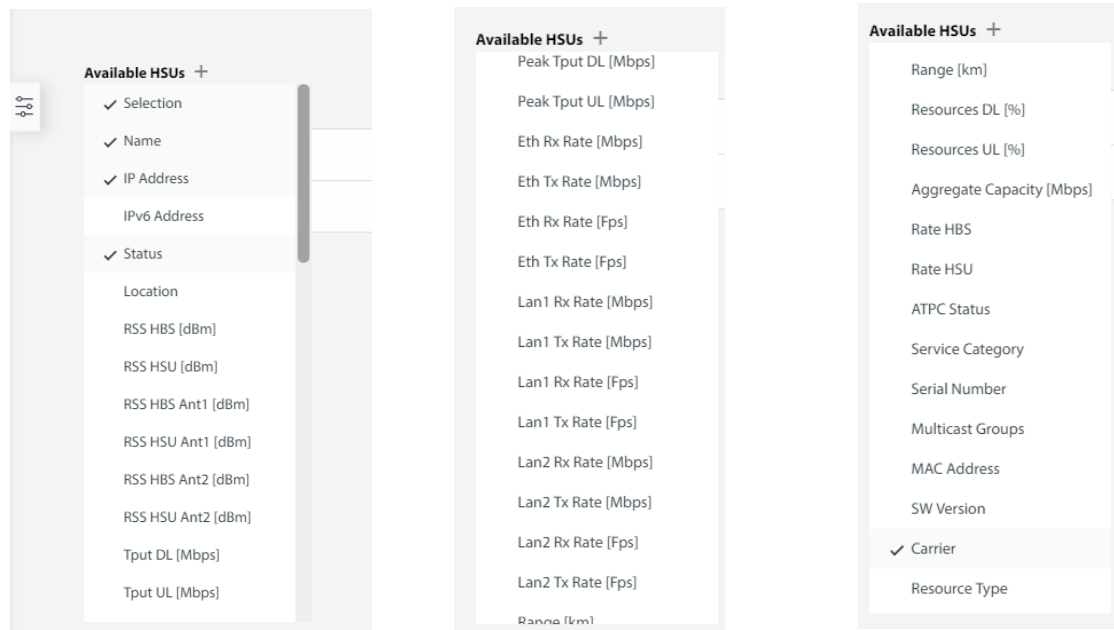 Available HSUs +
✓ Selection
✓ Name
✓ IP Address
IPv6 Address
✓ Status
Location
RSS HBS [dBm]
RSS HSU [dBm]
RSS HBS Ant1 [dBm]
RSS HSU Ant1 [dBm]
RSS HBS Ant2 [dBm]
RSS HSU Ant2 [dBm]
Tput DL [Mbps]
Tput UL [Mbps]
Available HSUs +
Peak Tput DL [Mbps]
Peak Tput UL [Mbps]
Eth Rx Rate [Mbps]
Eth Tx Rate [Mbps]
Eth Rx Rate [Fps]
Eth Tx Rate [Fps]
Lan1 Rx Rate [Mbps]
Lan1 Tx Rate [Mbps]
Lan1 Rx Rate [Fps]
Lan1 Tx Rate [Fps]
Lan2 Rx Rate [Mbps]
Lan2 Tx Rate [Mbps]
Lan2 Rx Rate [Fps]
Lan2 Tx Rate [Fps]
Range [km]
Available HSUs +
Range [km]
Resources DL [%]
Resources UL [%]
Aggregate Capacity [Mbps]
Rate HBS
Rate HSU
ATPC Status
Service Category
Serial Number
Multicast Groups
MAC Address
SW Version
✓ Carrier
Resource Type